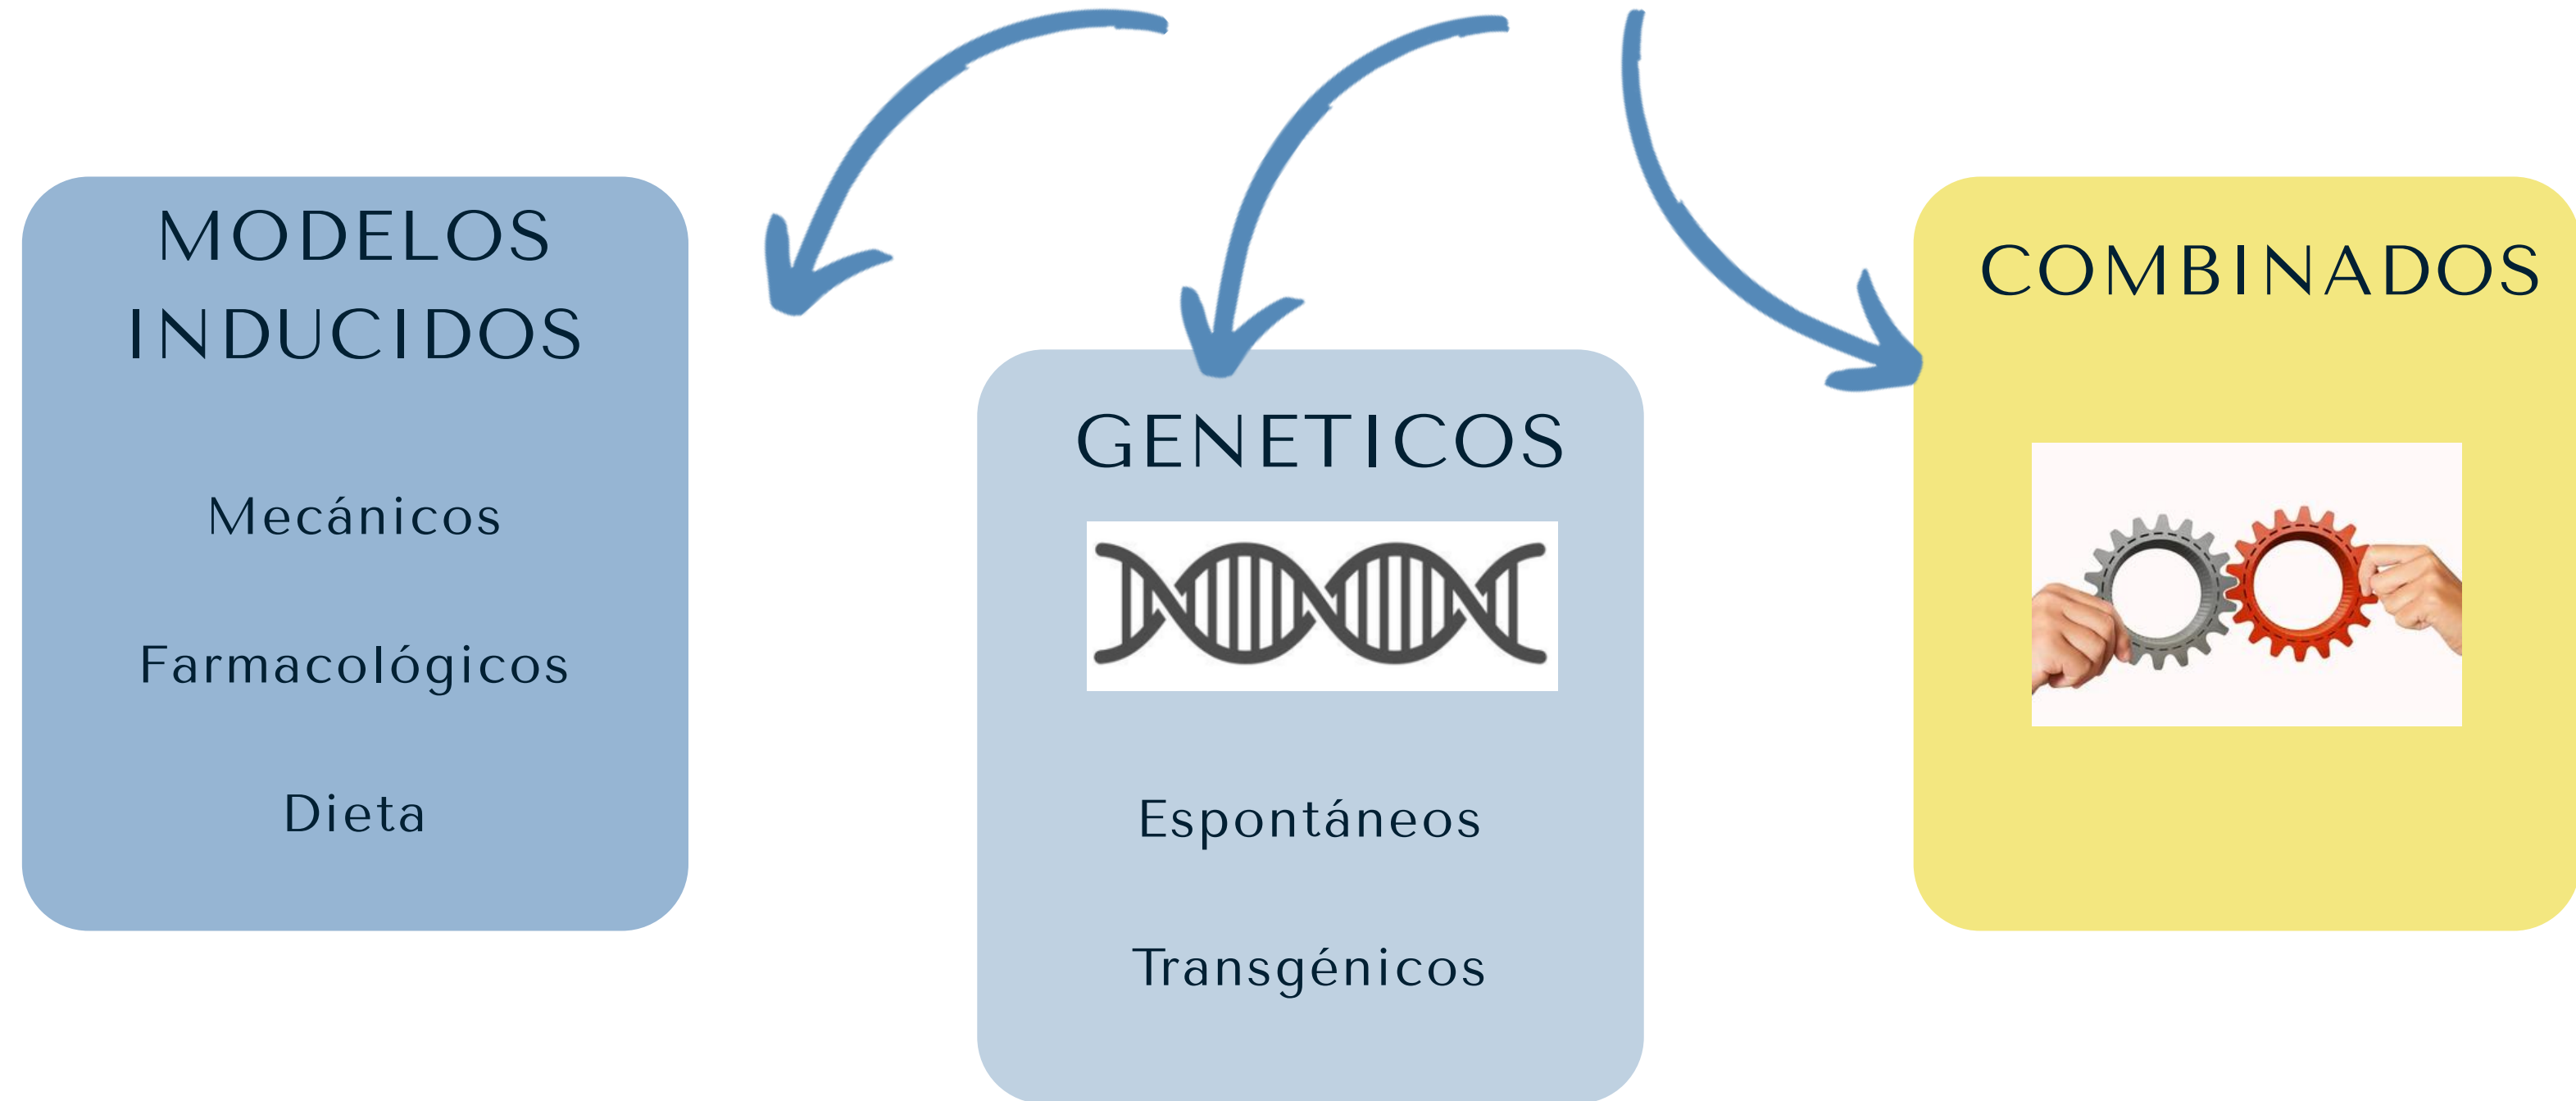 MODELOS
INDUCIDOS
Mecánicos
Farmacológicos
Dieta
GENETICOS
Espontáneos
Transgénicos
COMBINADOS